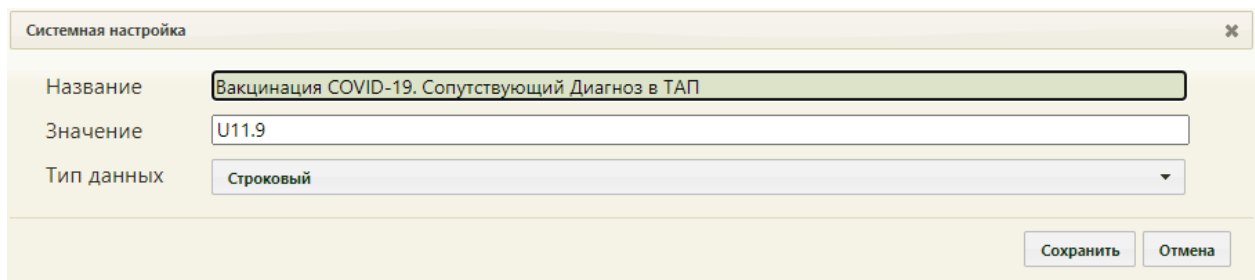 Системная настройка
Название
Вакцинация COVID-19. Сопутствующий Диагноз в ТАП
Значение
U11.9
Тип данных
Строковый
Сохранить
Отмена